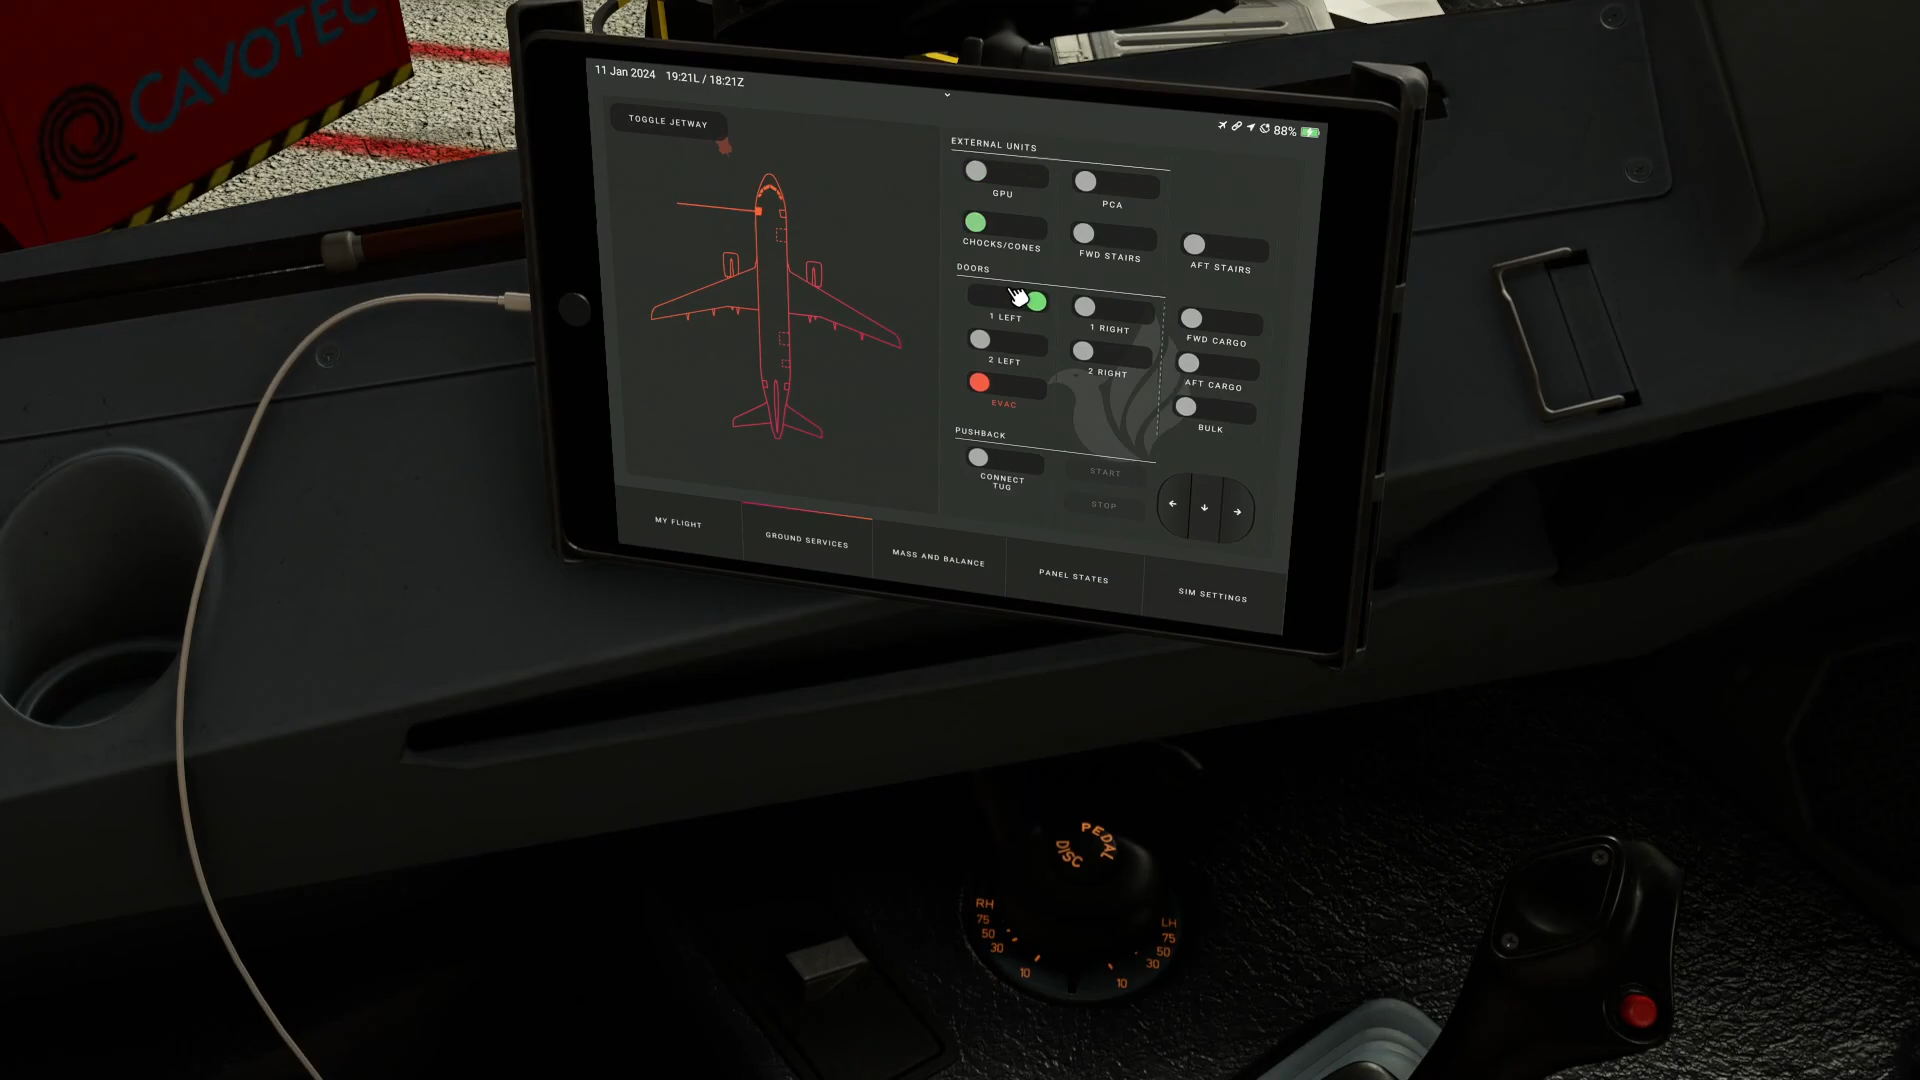 CAVOTEC
11 Jan 2024 19:21L / 18:21Z
88%
TOGGLE JETWAY
EXTERNAL UNITS
GPU
PCA
CHOCKS/CONES
FWD STAIRS
AFT STAIRS
DOORS
1 LEFT
1 RIGHT
FWD CARGO
2 LEFT
2 RIGHT
AFT CARGO
EVAC
BULK
PUSHBACK
CONNECT
TUG
START
STOP
MY FLIGHT
GROUND SERVICES
MASS AND BALANCE
PANEL STATES
SIM SETTINGS
PEDAL
DISC
RH
75
50
30
10
LH
75
50
30
10